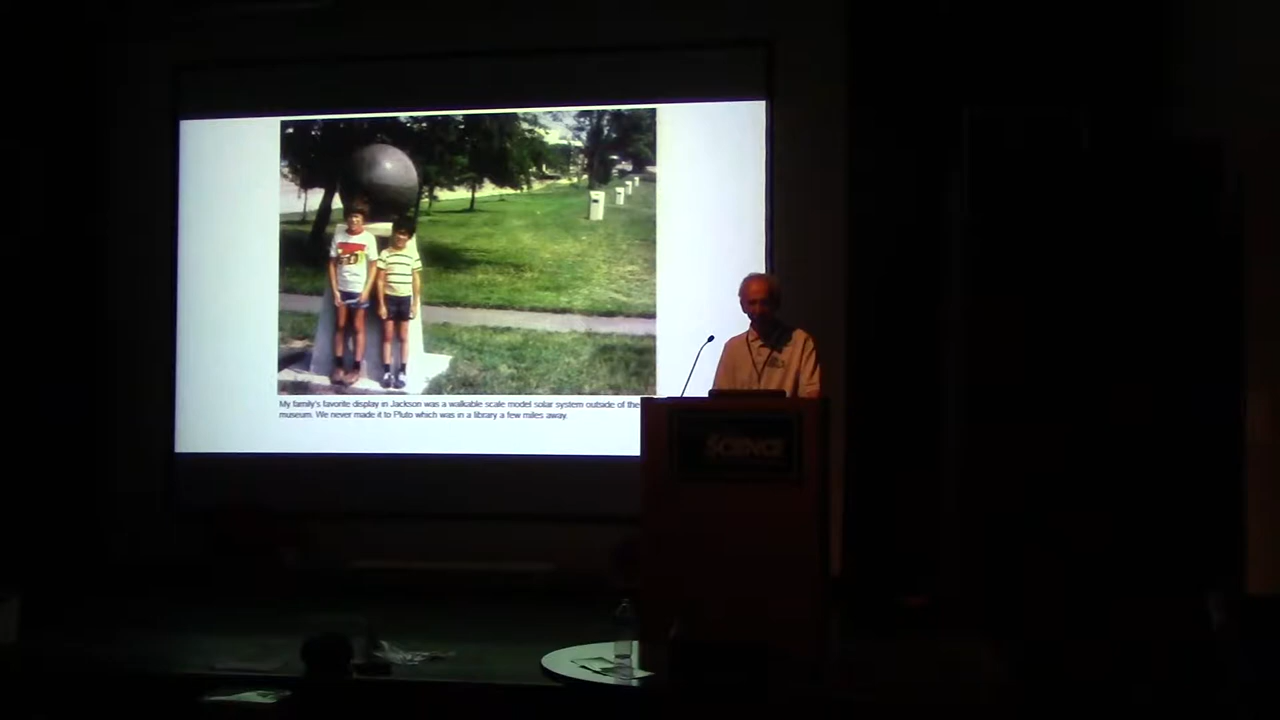 My family's favorite display in Jackson was a walkable scale model solar system outside of the
museum. We never made it to Pluto which was in a library a few miles away.
SCIENCE